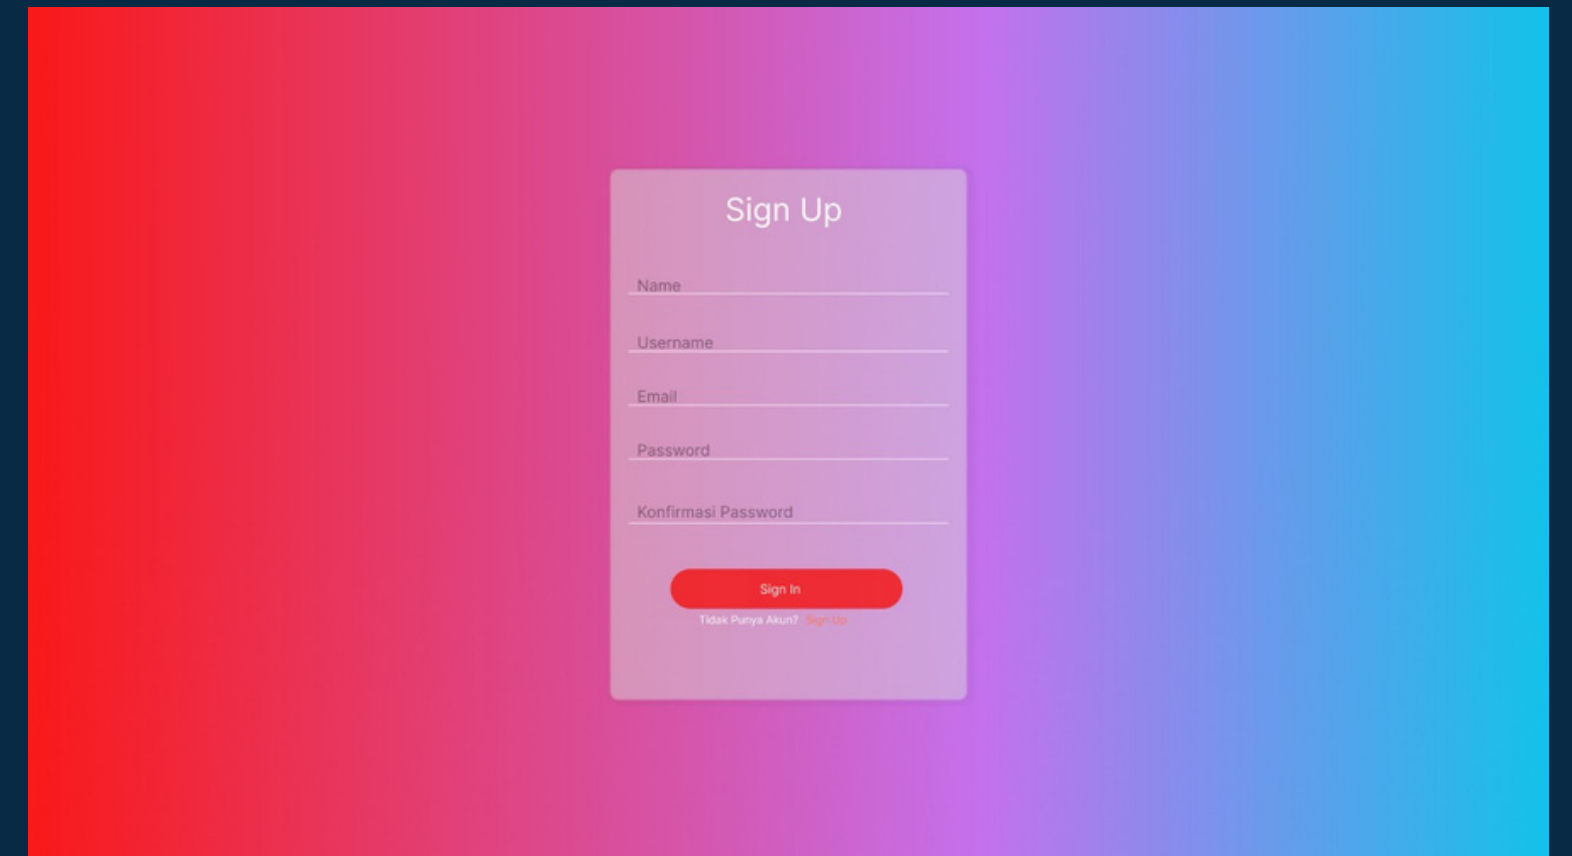 Sign Up
Name
Username
Email
Password
Konfirmasi Password
Sign In
Tidak Punya Akun? Sign Up